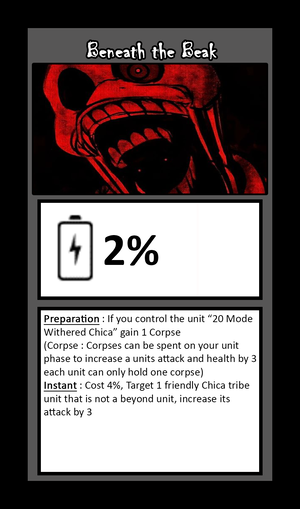 Beneath the Beak
2%
Preparation : If you control the unit “20 Mode
Withered Chica” gain 1 Corpse
(Corpse : Corpses can be spent on your unit
phase to increase a units attack and health by 3
each unit can only hold one corpse)
Instant : Cost 4%, Target 1 friendly Chica tribe
unit that is not a beyond unit, increase its
attack by 3